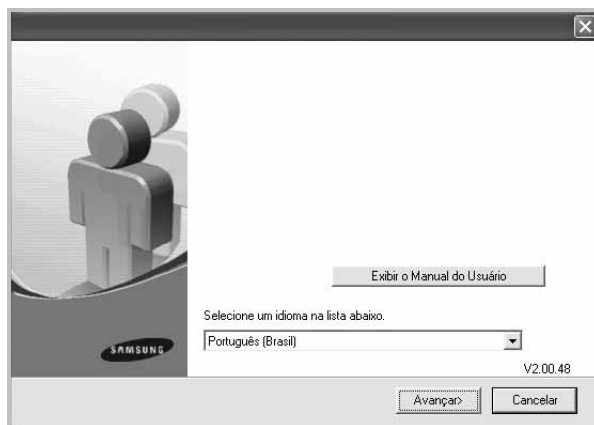 Exibir o Manual do Usuário
Selecione um idioma na lista abaixo.
Português (Brasil)
SAMSUNG
V2.00.48
Avançar>
Cancelar